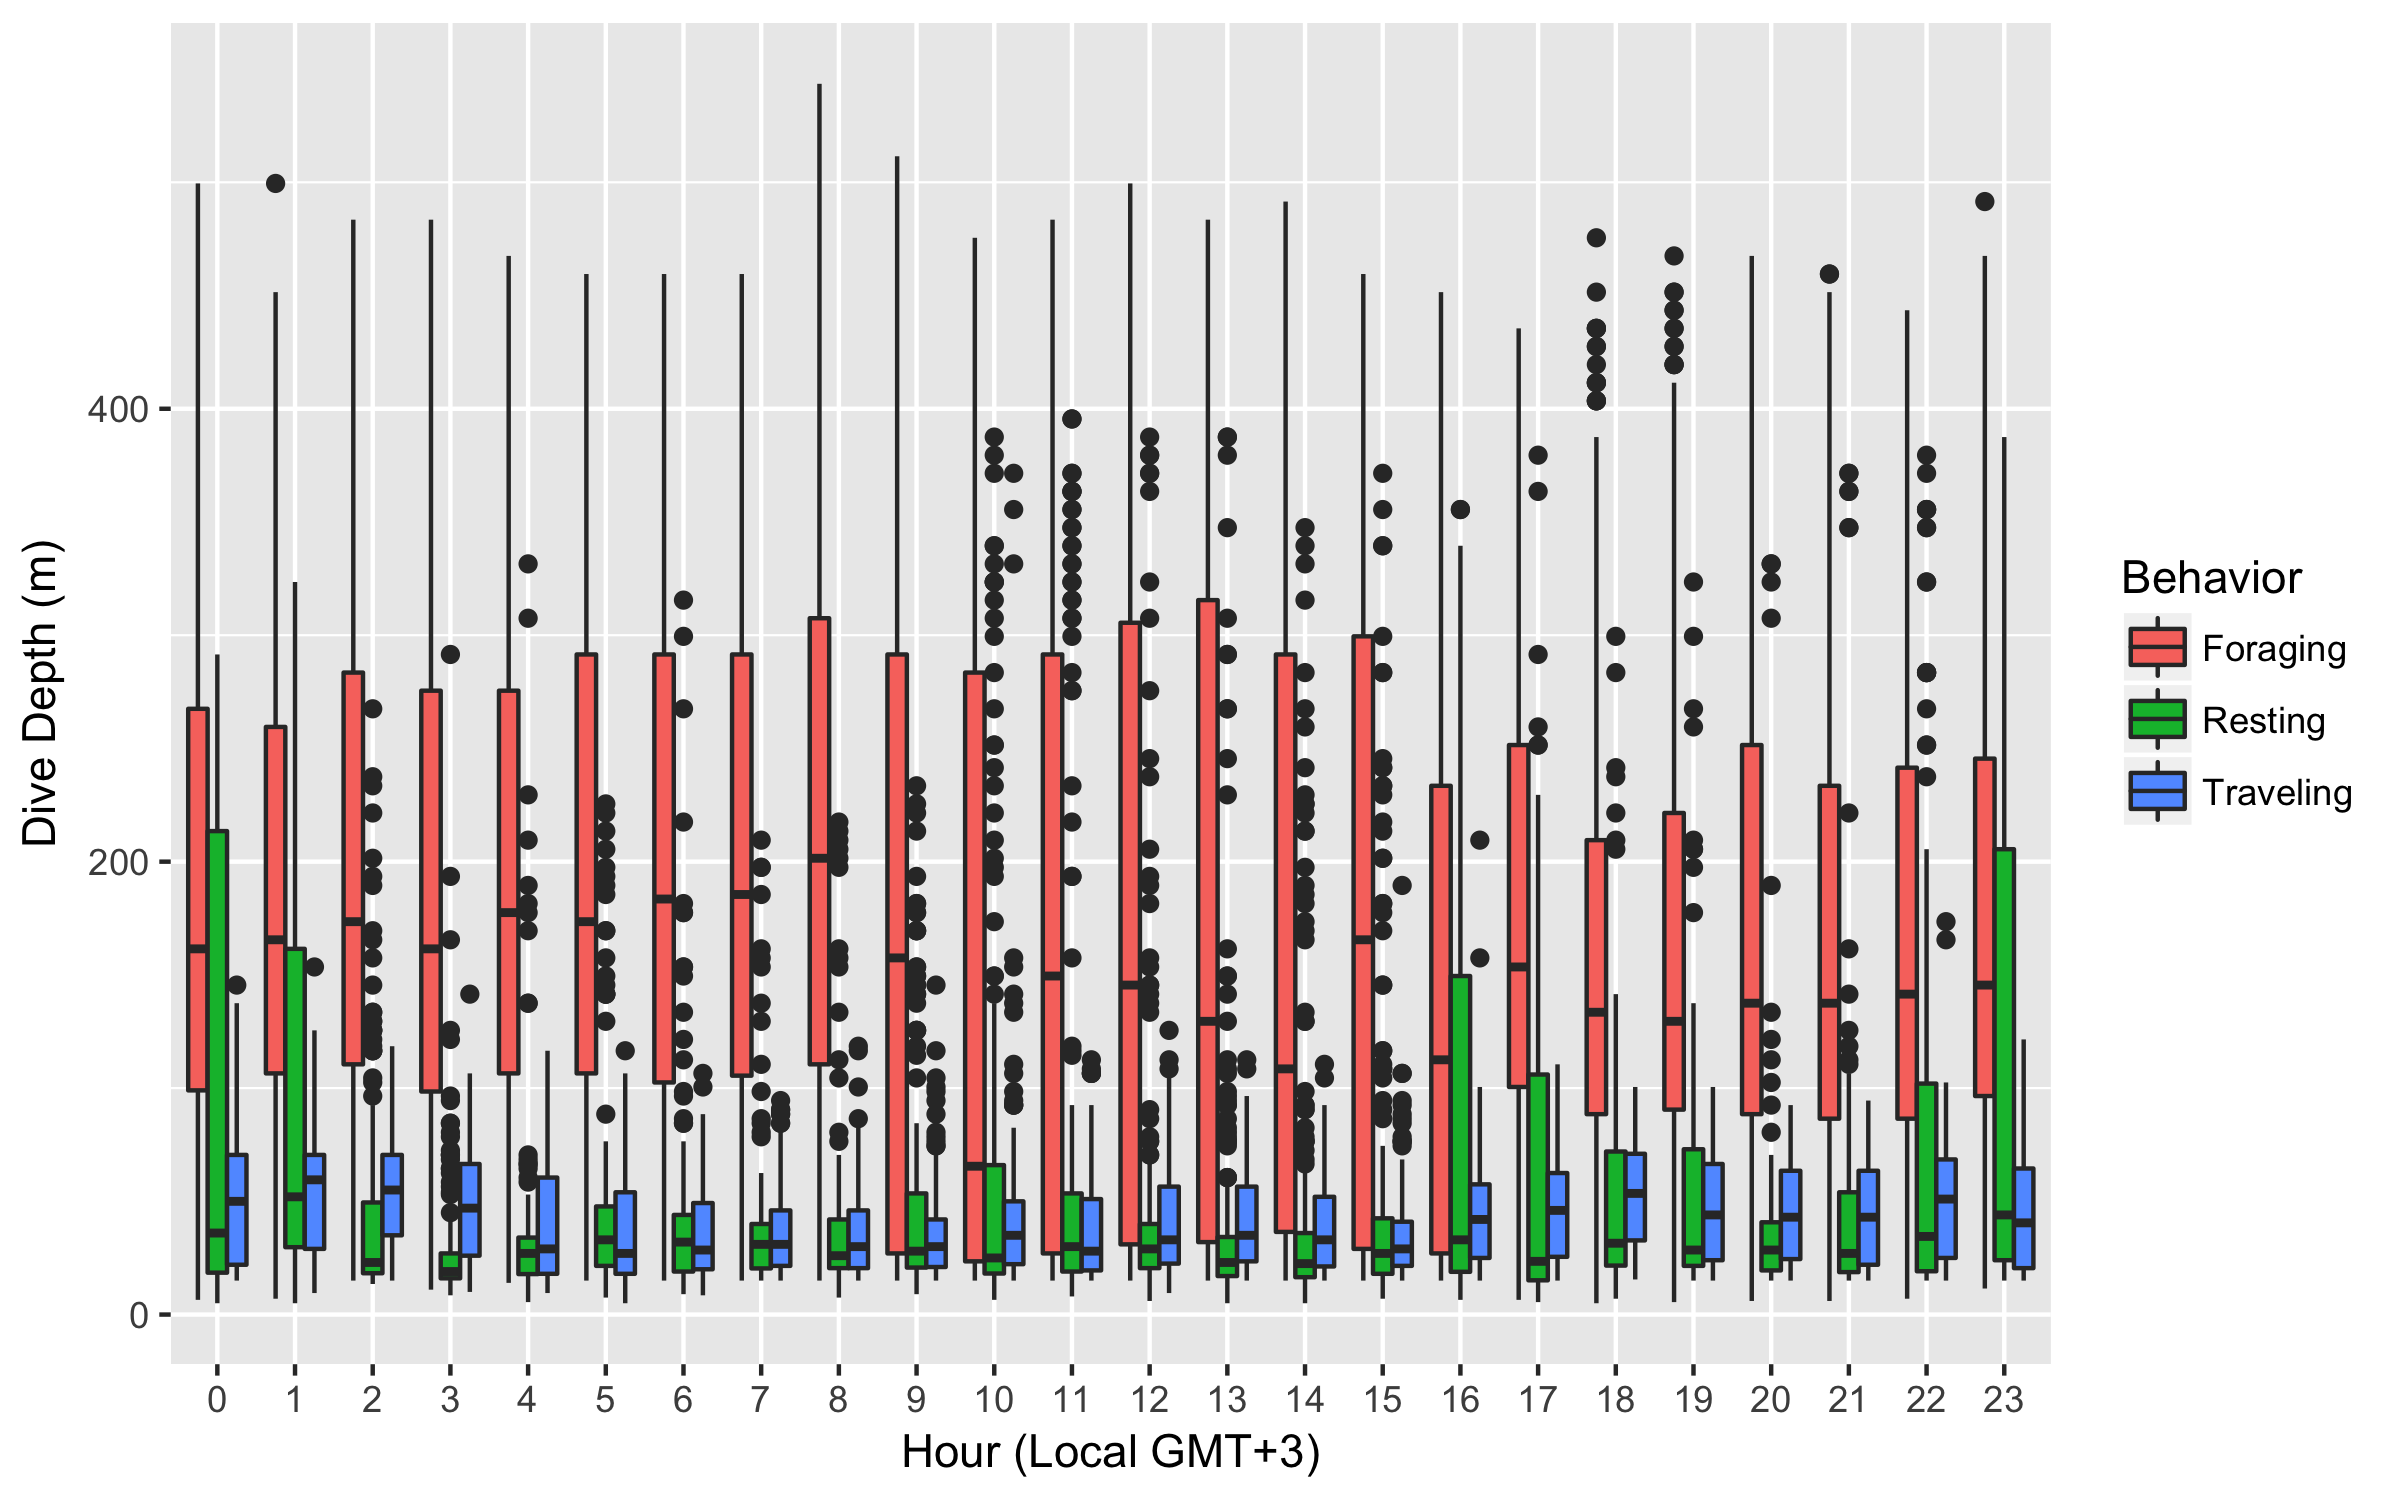 Dive Depth (m)
400
200
0
0 1 2 3 4 5 6 7 8 9 10 11 12 13 14 15 16 17 18 19 20 21 22 23
Hour (Local GMT+3)
Behavior
Foraging
Resting
Traveling